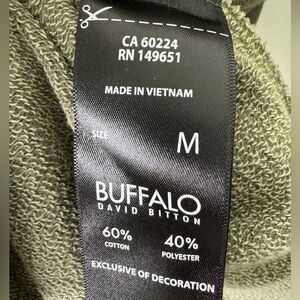 CA 60224
RN 149651
MADE IN VIETNAM
SIZE M
BUFFALO
DAVID BITTON
60% 40%
COTTON POLYESTER
EXCLUSIVE OF DECORATION